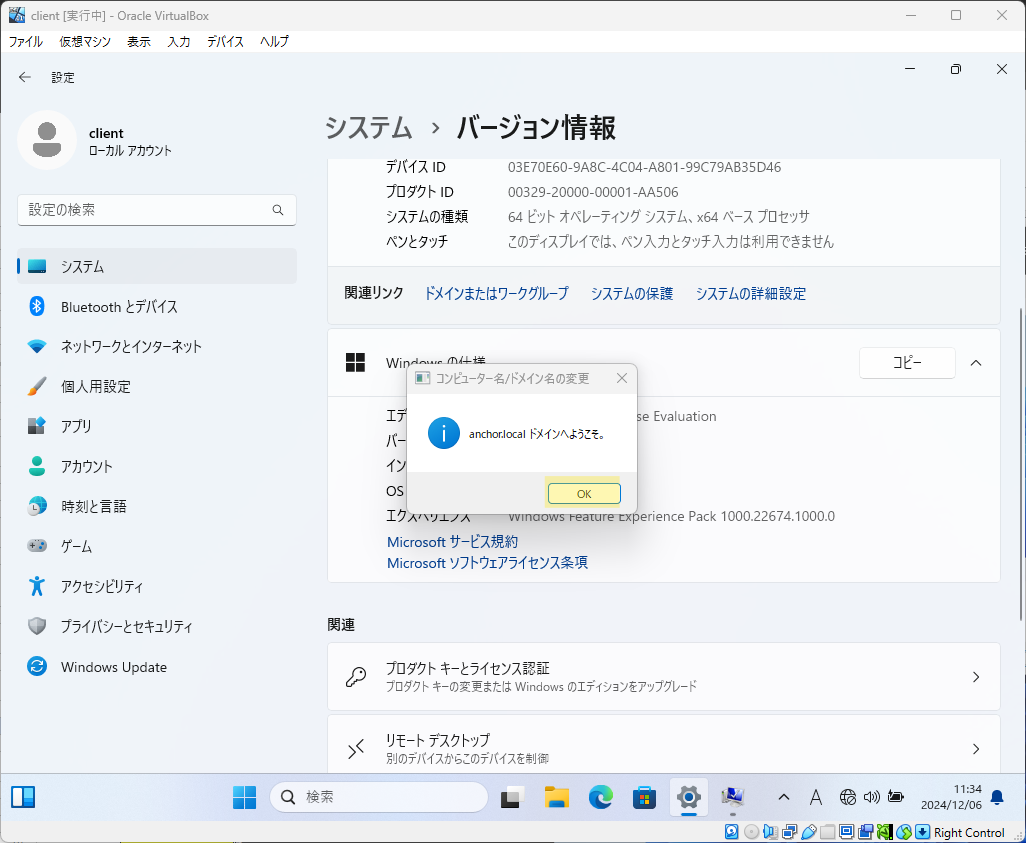 client [実行中] - Oracle VirtualBox
ファイル 仮想マシン 表示 入力 デバイス ヘルプ
設定
client
ローカル アカウント
設定の検索
システム
Bluetooth とデバイス
ネットワークとインターネット
個人用設定
アプリ
アカウント
時刻と言語
ゲーム
アクセシビリティ
プライバシーとセキュリティ
Windows Update
システム › バージョン情報
デバイス ID 03E70E60-9A8C-4C04-A801-99C79AB35D46
プロダクト ID 00329-20000-00001-AA506
システムの種類 64 ビット オペレーティング システム、x64 ベース プロセッサ
ペンとタッチ このディスプレイでは、ペン入力とタッチ入力は利用できません
関連リンク ドメインまたはワークグループ システムの保護 システムの詳細設定
Windows の仕様 コピー
コンピューター名/ドメイン名の変更
anchor.local ドメインへようこそ。
OK
エデ se Evaluation
バー
イン
OS
エクスペリエンス Windows Feature Experience Pack 1000.22674.1000.0
Microsoft サービス規約
Microsoft ソフトウェアライセンス条項
関連
プロダクト キーとライセンス認証
プロダクト キーの変更または Windows のエディションをアップグレード
リモート デスクトップ
別のデバイスからこのデバイスを制御
検索
A
11:34
2024/12/06
Right Control